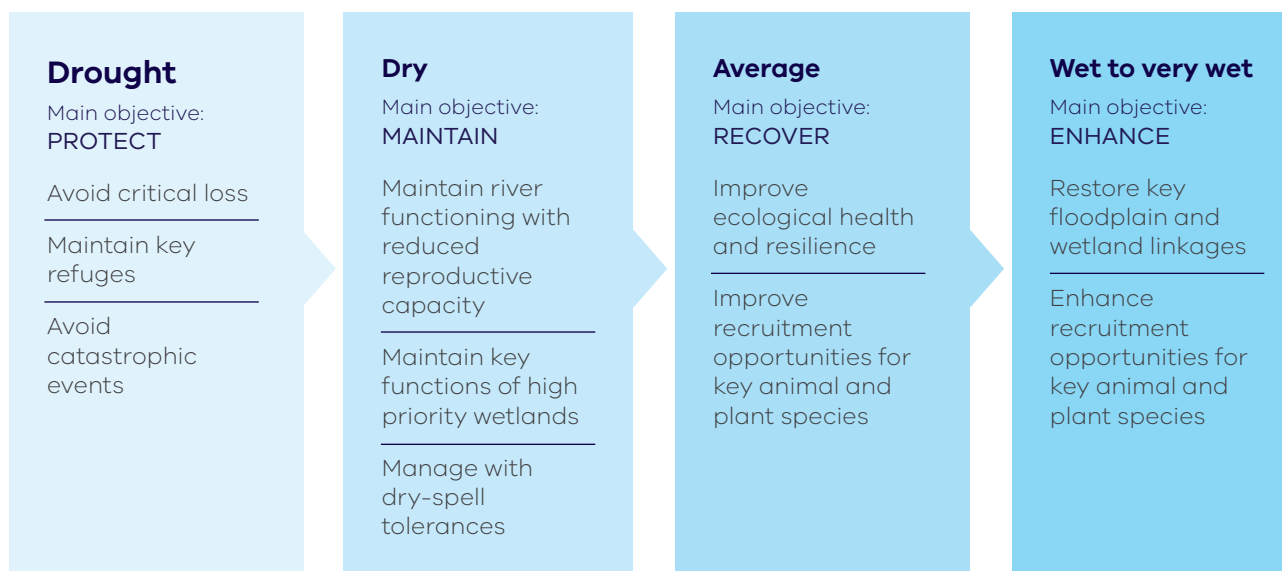 Drought
Main objective:
PROTECT
Avoid critical loss
Maintain key
refuges
Avoid
catastrophic
events
Dry
Main objective:
MAINTAIN
Maintain river
functioning with
reduced
reproductive
capacity
Maintain key
functions of high
priority wetlands
Manage with
dry-spell
tolerances
Average
Main objective:
RECOVER
Improve
ecological health
and resilience
Improve
recruitment
opportunities for
key animal and
plant species
Wet to very wet
Main objective:
ENHANCE
Restore key
floodplain and
wetland linkages
Enhance
recruitment
opportunities for
key animal and
plant species